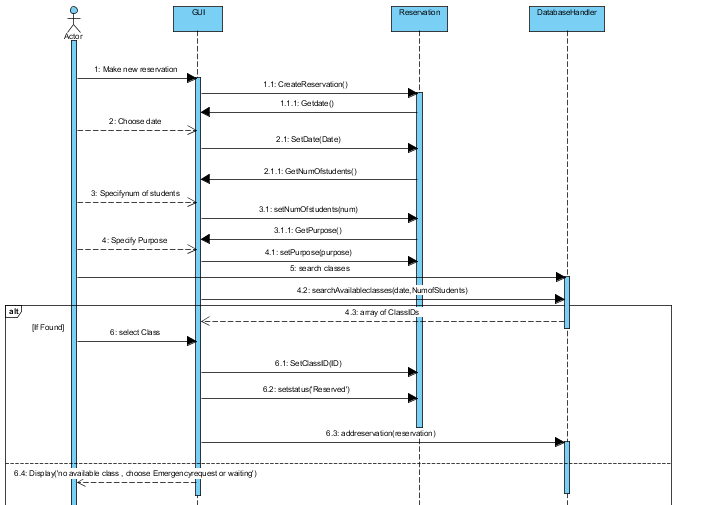 GUI
Reservation
DatabaseHandler
Actor
1: Make new reservation
1.1: CreateReservation()
1.1.1: Getdate()
2: Choose date
2.1: SetDate(Date)
2.1.1: GetNumOfstudents()
3: Specifynum of students
3.1: setNumOfstudents(num)
3.1.1: GetPurpose()
4: Specify Purpose
4.1: setPurpose(purpose)
5: search classes
4.2: searchAvailableclasses(date,NumofStudents)
alt
4.3: array of ClassIDs
[If Found]
6: select Class
6.1: SetClassID(ID)
6.2: setstatus('Reserved')
6.3: addreservation(reservation)
6.4: Display('no available class , choose Emergencyrequest or waiting')